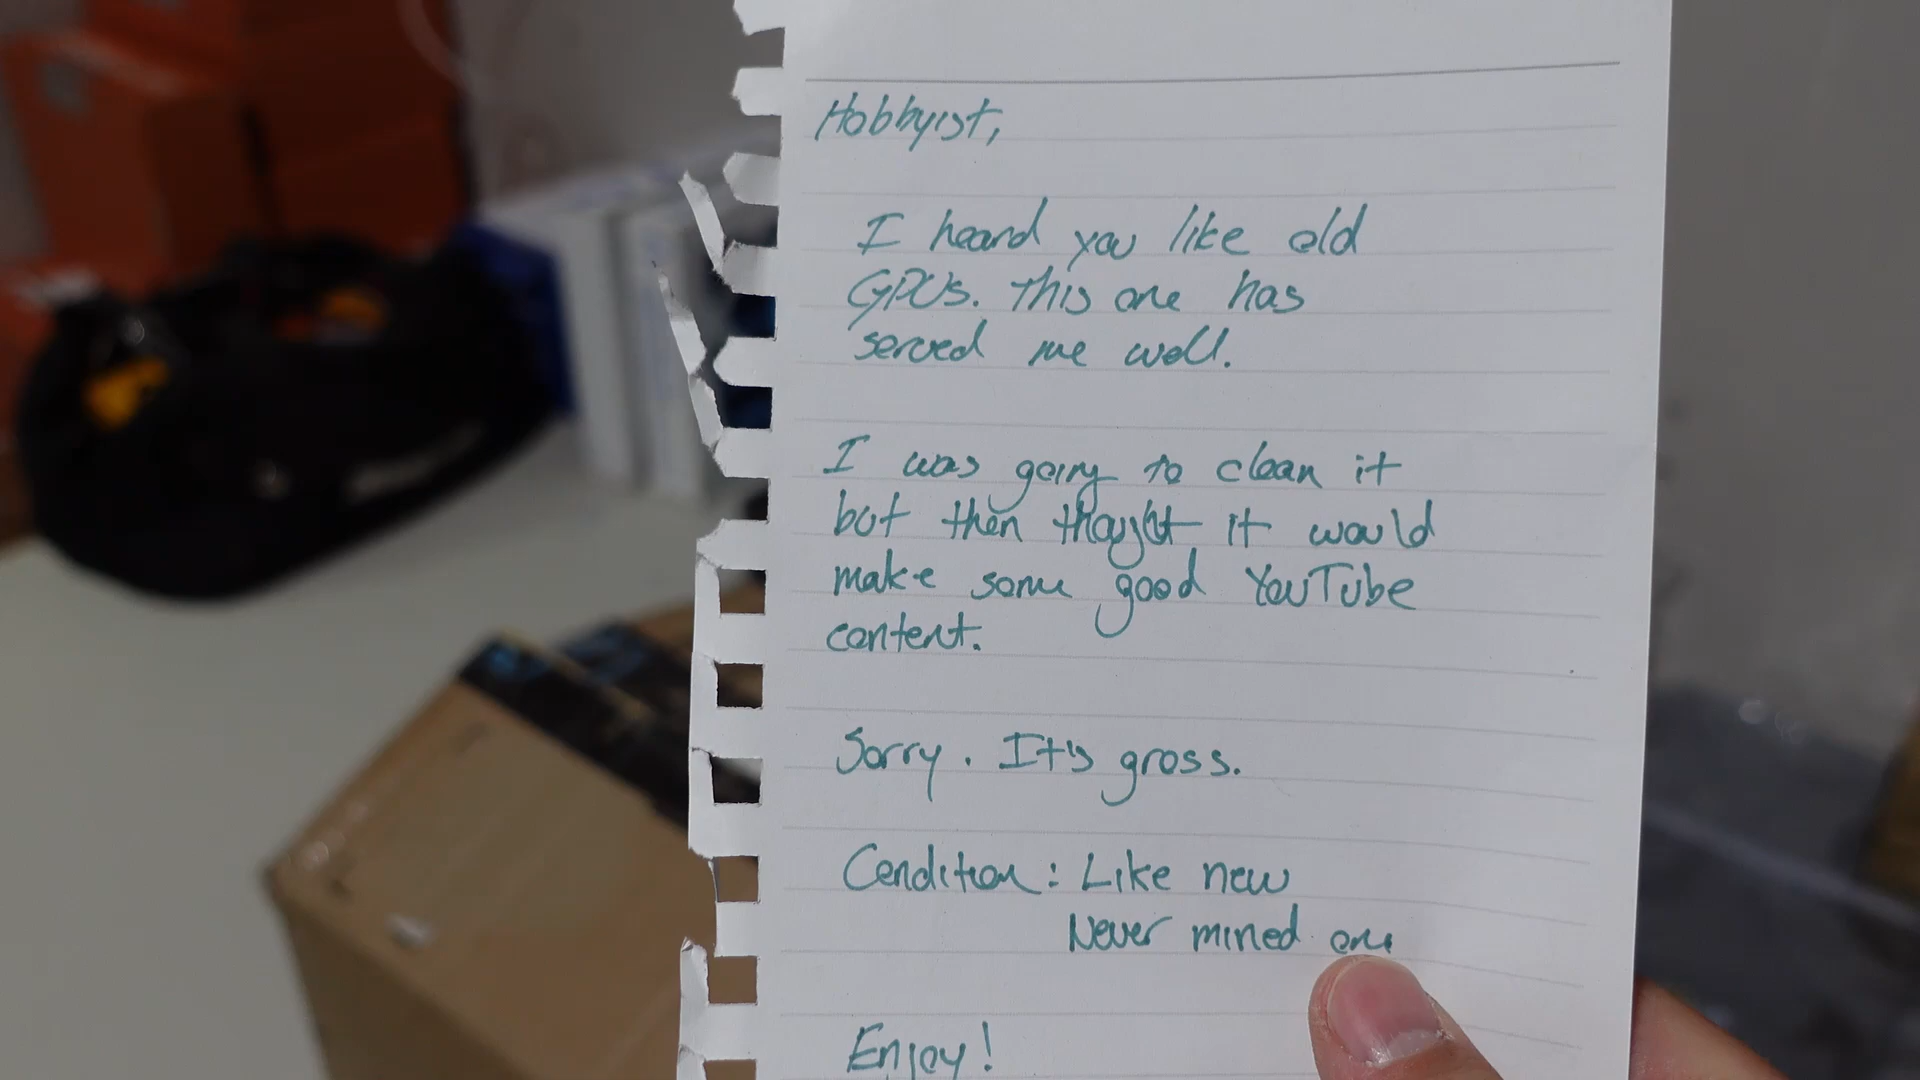 Hobbyist,
I heard you like old
GPUs. This one has
served me well.
I was going to clean it
but then thought it would
make some good YouTube
content.
Sorry. It's gross.
Condition: Like new
Never mined on
Enjoy!